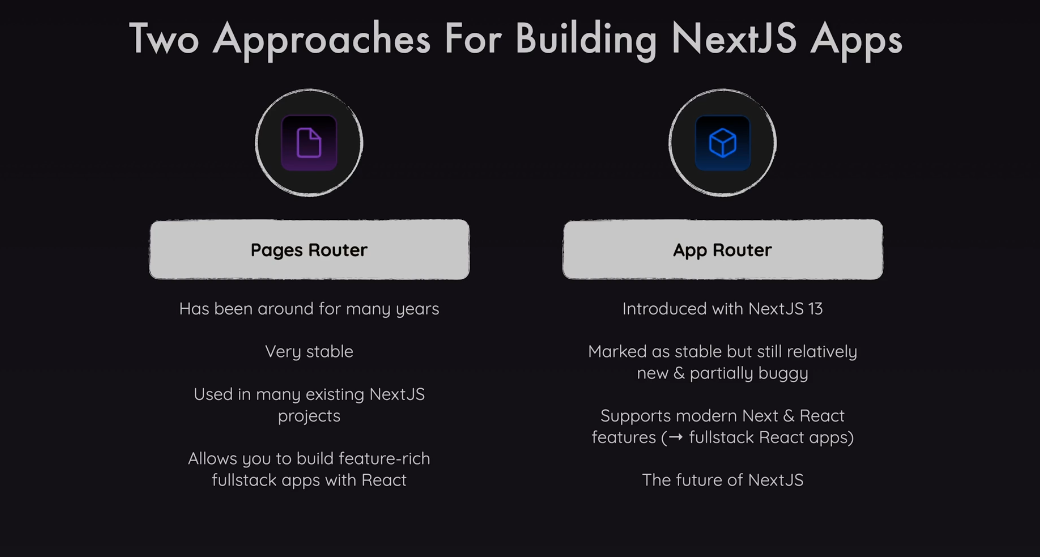 Two Approaches For Building NextJS Apps
Pages Router
Has been around for many years
Very stable
Used in many existing NextJS
projects
Allows you to build feature-rich
fullstack apps with React
App Router
Introduced with NextJS 13
Marked as stable but still relatively
new & partially buggy
Supports modern Next & React
features (→ fullstack React apps)
The future of NextJS